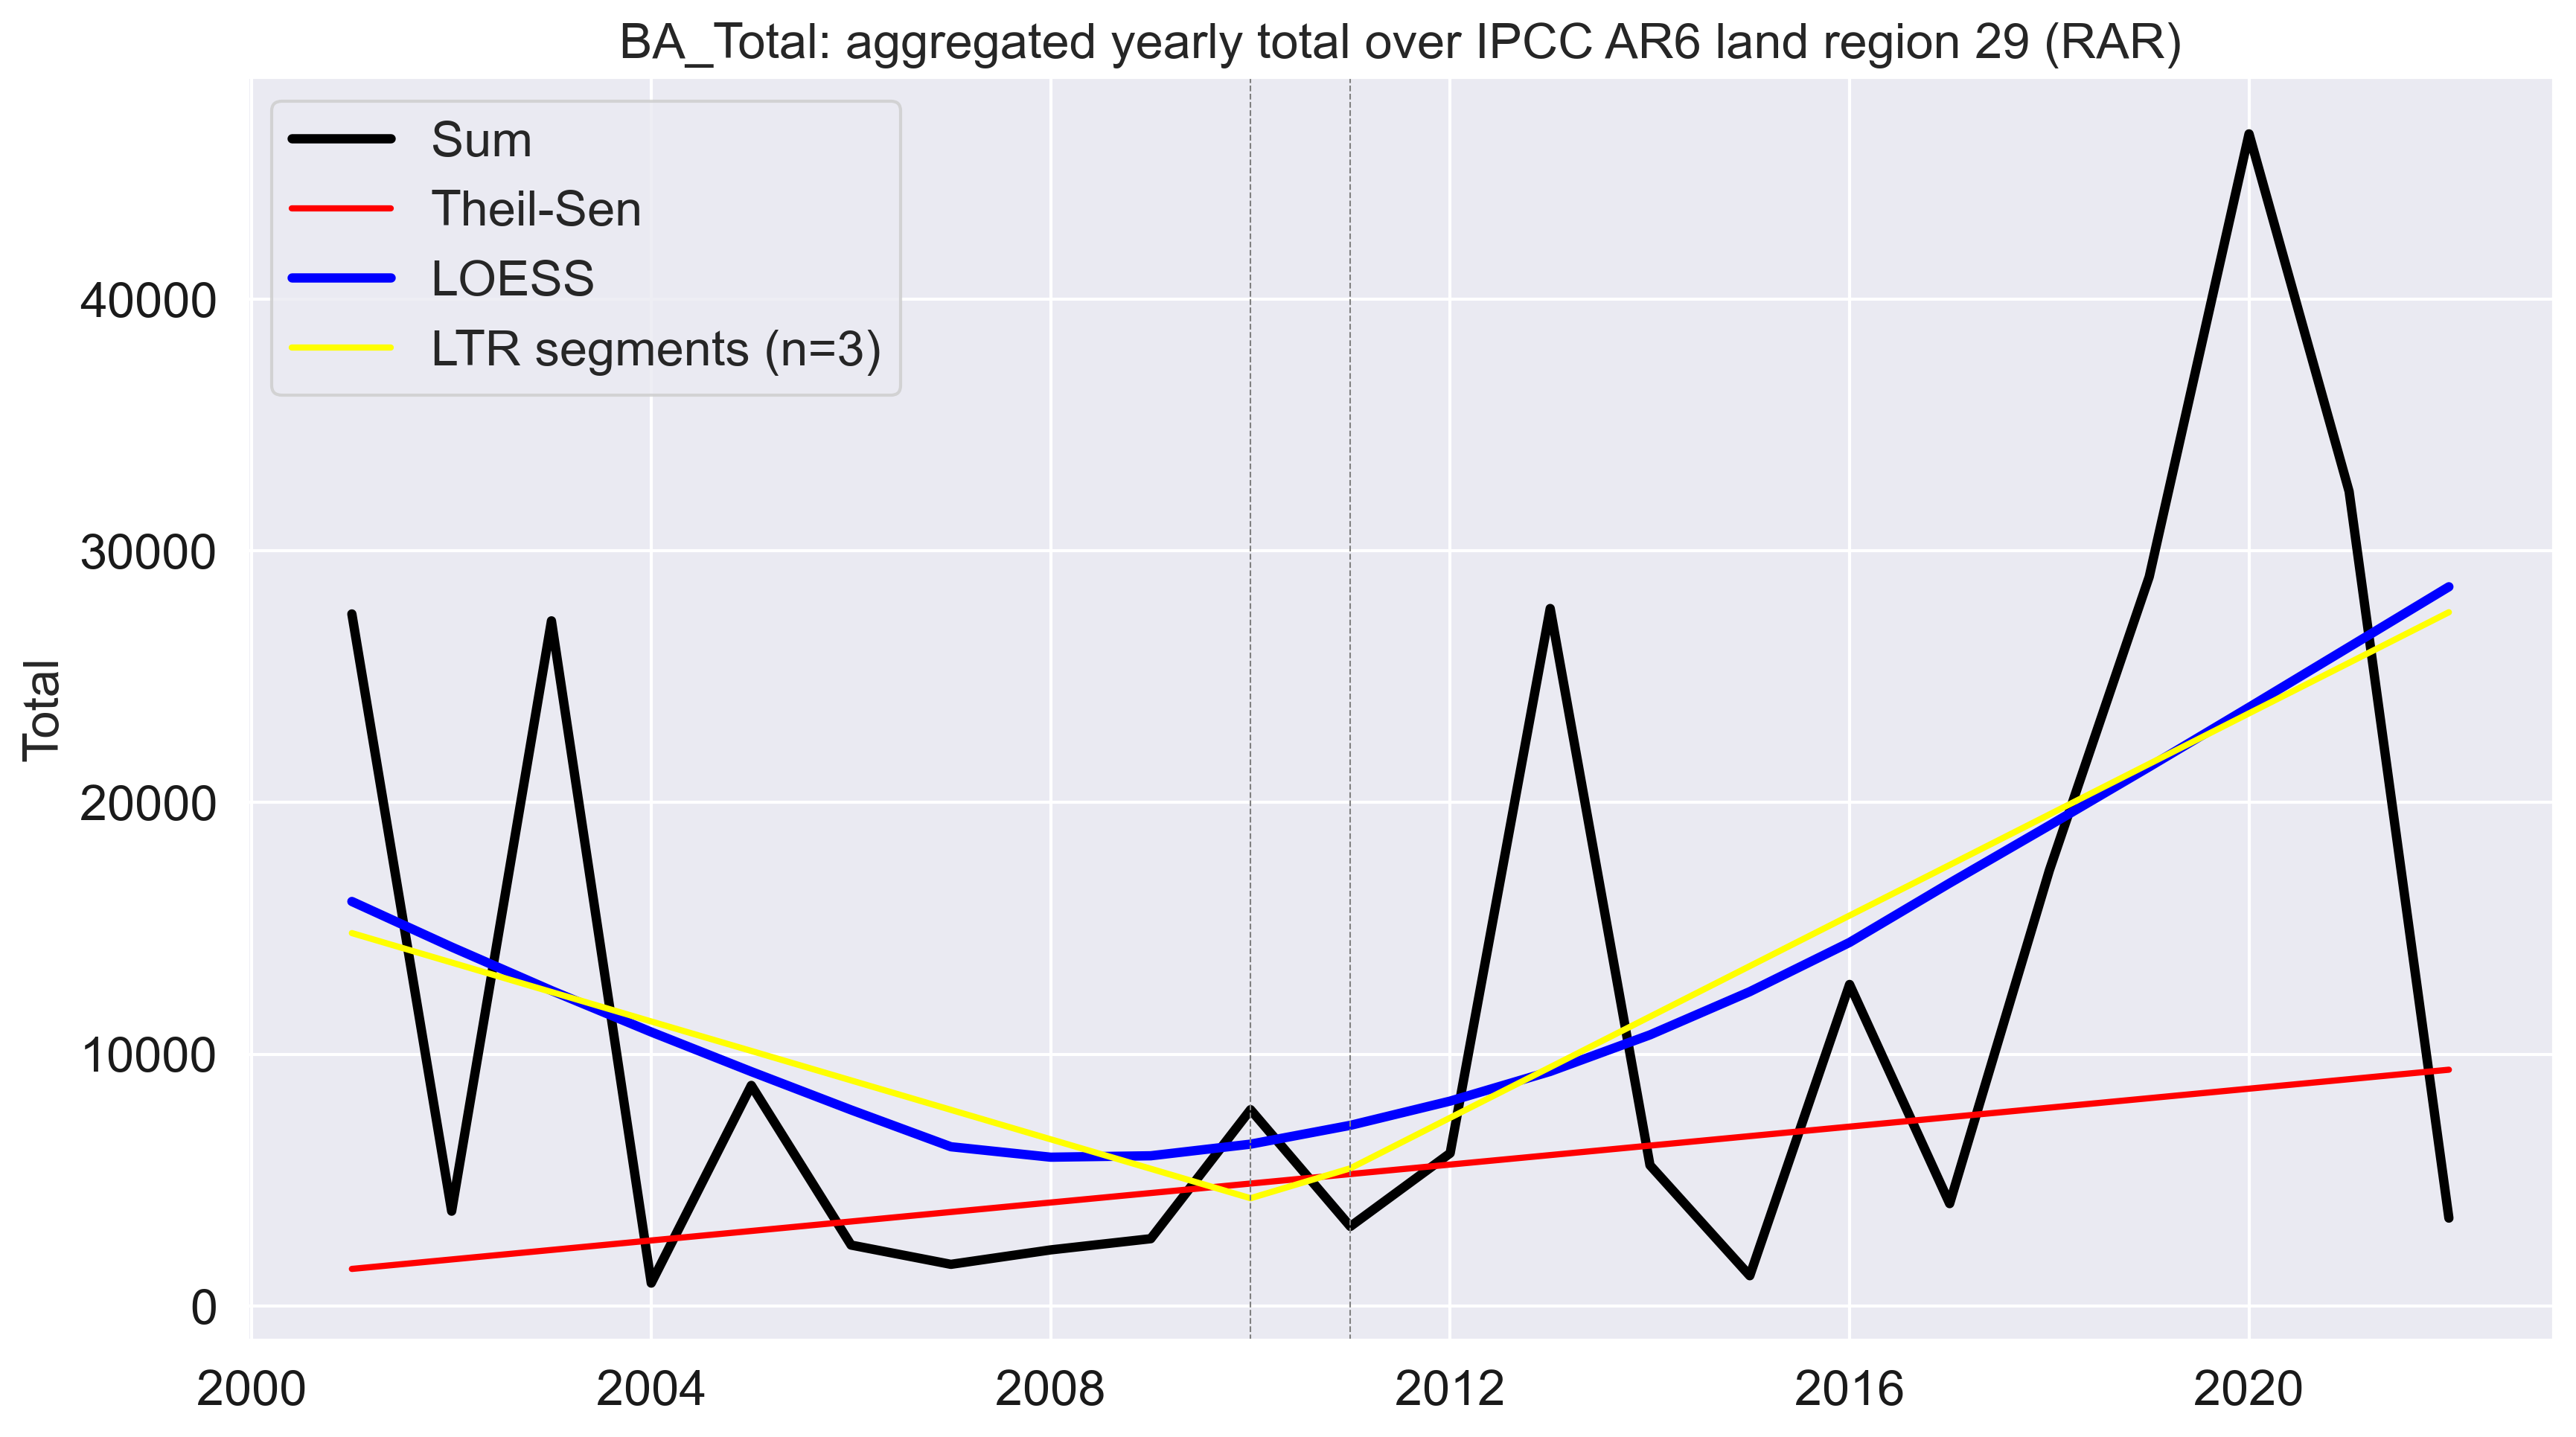 BA_Total: aggregated yearly total over IPCC AR6 land region 29 (RAR)
Sum
Theil-Sen
LOESS
LTR segments (n=3)
Total
40000
30000
20000
10000
0
2000 2004 2008 2012 2016 2020